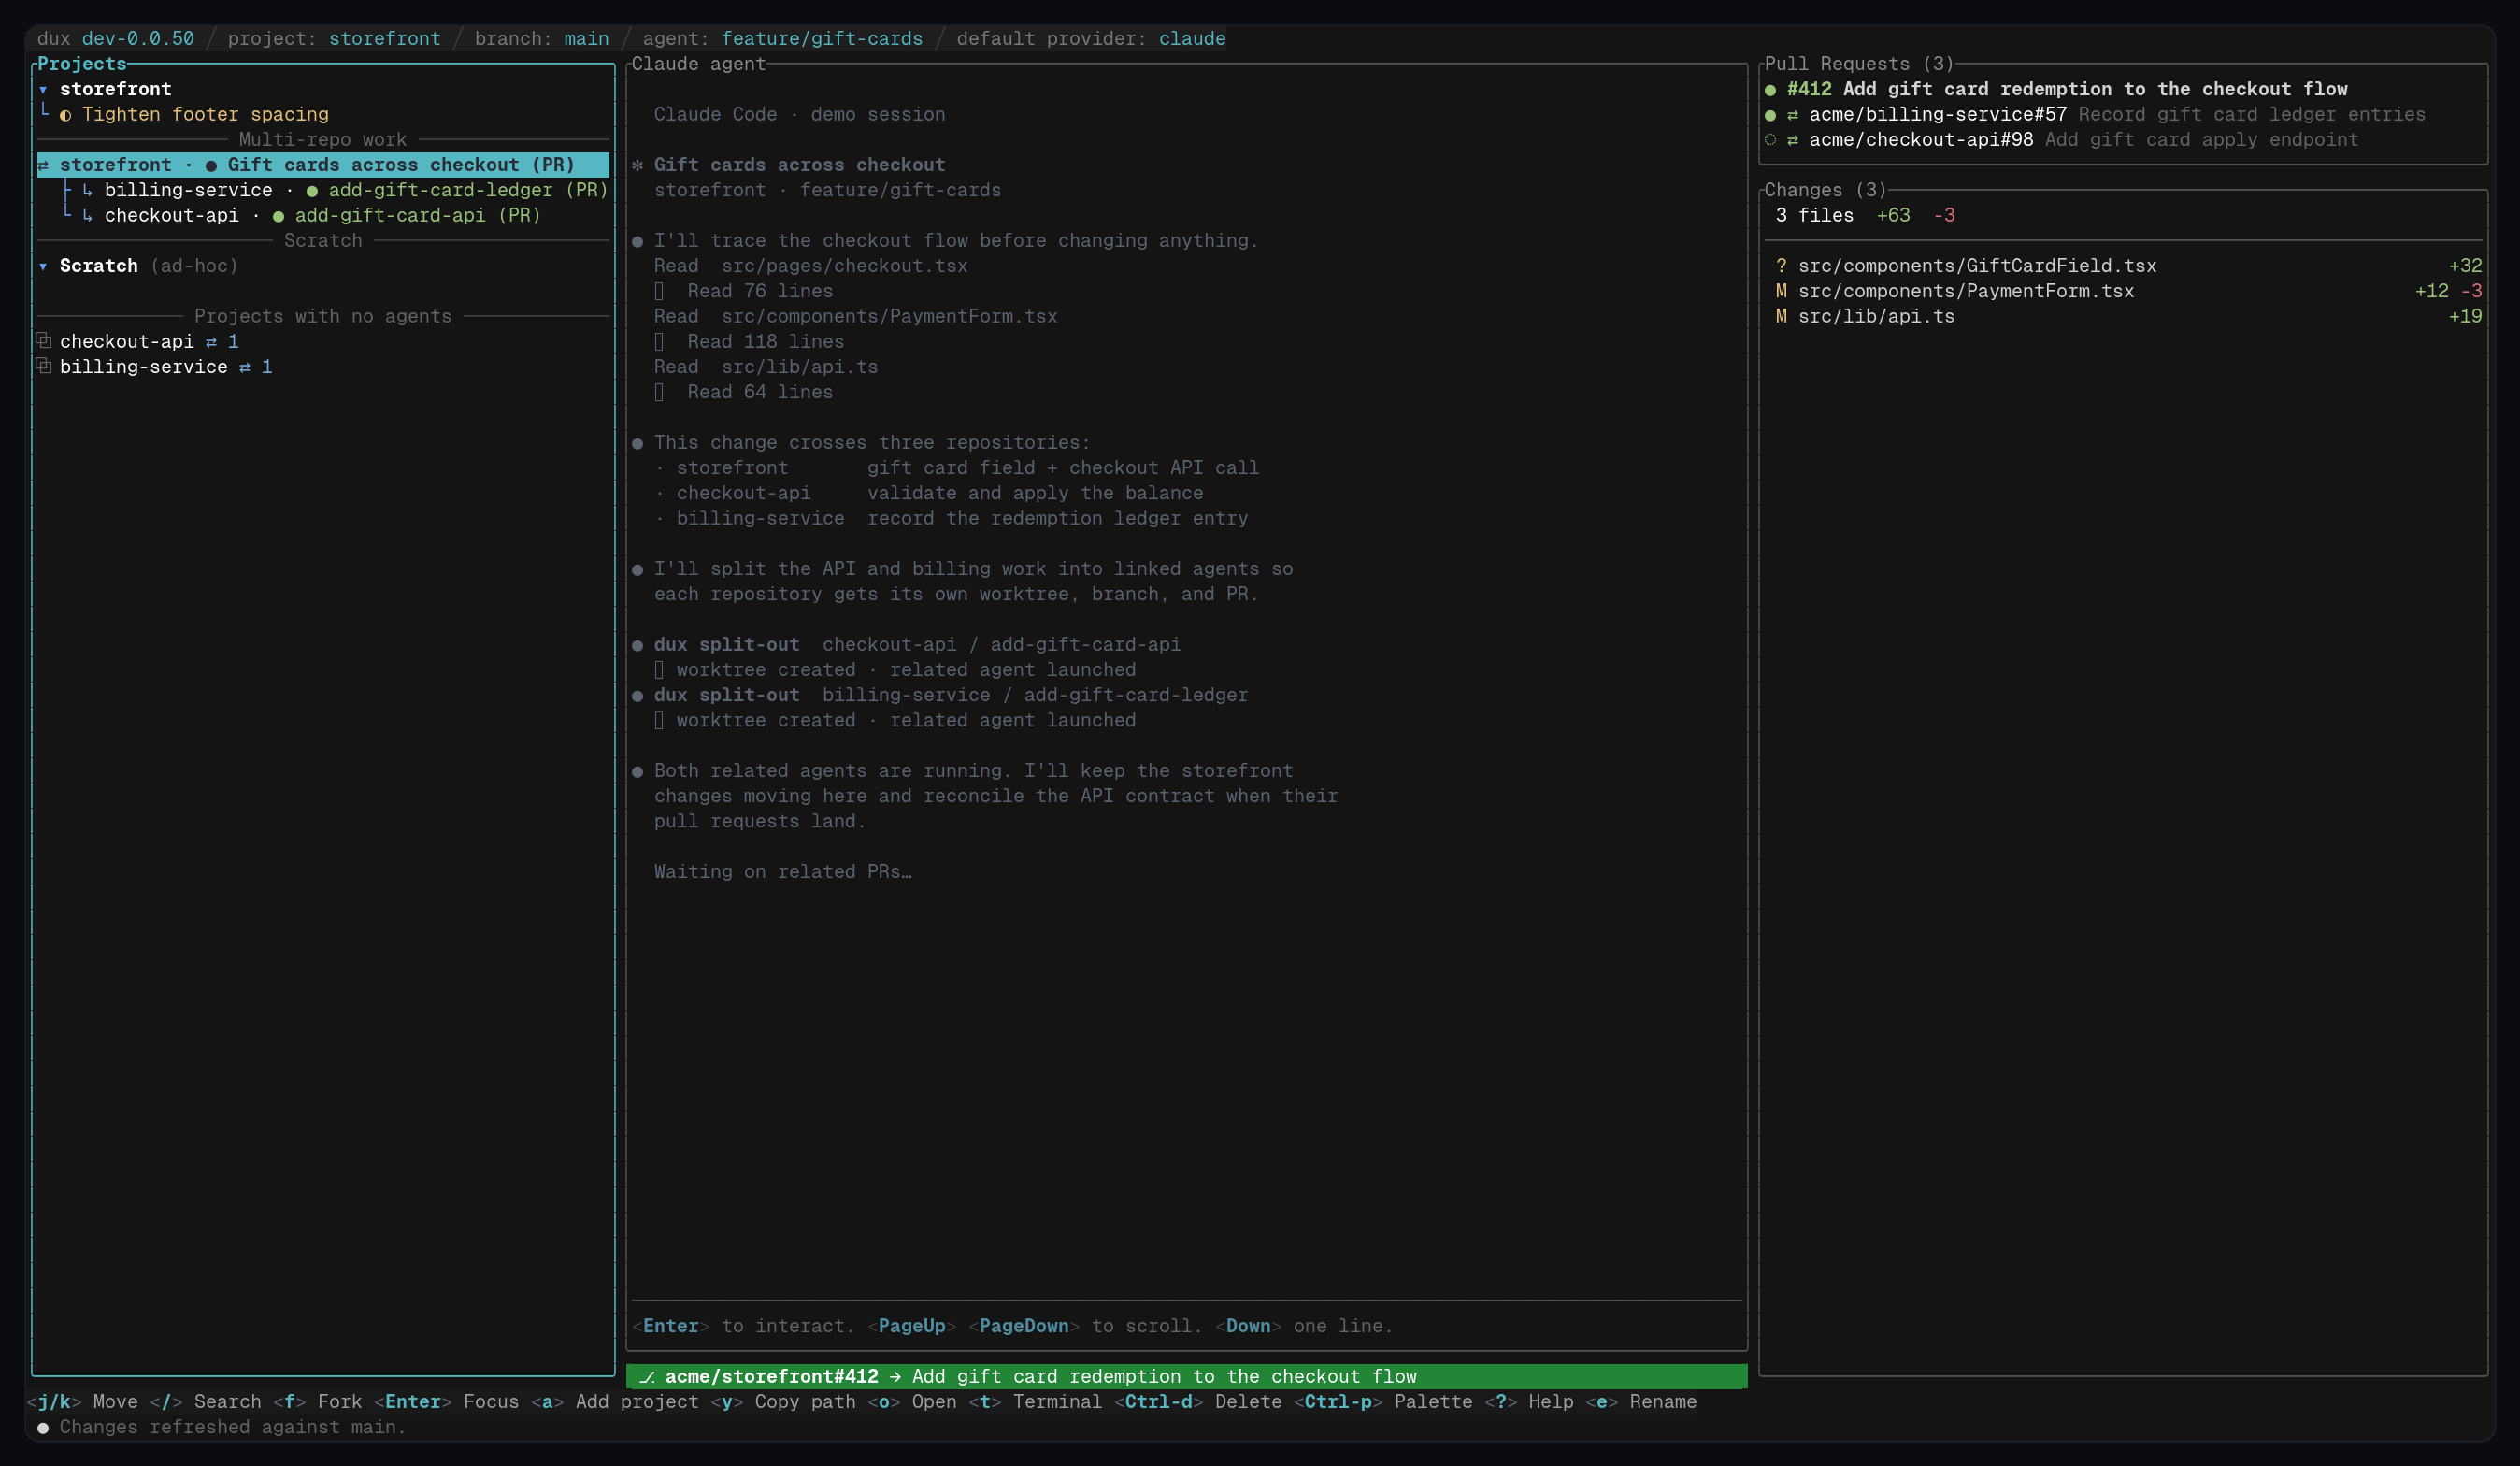 dux dev-0.0.50 / project: storefront / branch: main / agent: feature/gift-cards / default provider: claude
Projects
▾ storefront
└ ◐ Tighten footer spacing
Multi-repo work
⇄ storefront · ● Gift cards across checkout (PR)
├ ↳ billing-service · ● add-gift-card-ledger (PR)
└ ↳ checkout-api · ● add-gift-card-api (PR)
Scratch
▾ Scratch (ad-hoc)
Projects with no agents
checkout-api ⇄ 1
billing-service ⇄ 1
Claude agent
Claude Code · demo session
✻ Gift cards across checkout
storefront · feature/gift-cards
● I'll trace the checkout flow before changing anything.
Read src/pages/checkout.tsx
Read 76 lines
Read src/components/PaymentForm.tsx
Read 118 lines
Read src/lib/api.ts
Read 64 lines
● This change crosses three repositories:
· storefront gift card field + checkout API call
· checkout-api validate and apply the balance
· billing-service record the redemption ledger entry
● I'll split the API and billing work into linked agents so
each repository gets its own worktree, branch, and PR.
● dux split-out checkout-api / add-gift-card-api
worktree created · related agent launched
● dux split-out billing-service / add-gift-card-ledger
worktree created · related agent launched
● Both related agents are running. I'll keep the storefront
changes moving here and reconcile the API contract when their
pull requests land.
Waiting on related PRs…
<Enter> to interact. <PageUp> <PageDown> to scroll. <Down> one line.
acme/storefront#412 → Add gift card redemption to the checkout flow
Pull Requests (3)
● #412 Add gift card redemption to the checkout flow
● ⇄ acme/billing-service#57 Record gift card ledger entries
◌ ⇄ acme/checkout-api#98 Add gift card apply endpoint
Changes (3)
3 files +63 -3
? src/components/GiftCardField.tsx +32
M src/components/PaymentForm.tsx +12 -3
M src/lib/api.ts +19
<j/k> Move </> Search <f> Fork <Enter> Focus <a> Add project <y> Copy path <o> Open <t> Terminal <Ctrl-d> Delete <Ctrl-p> Palette <?> Help <e> Rename
● Changes refreshed against main.